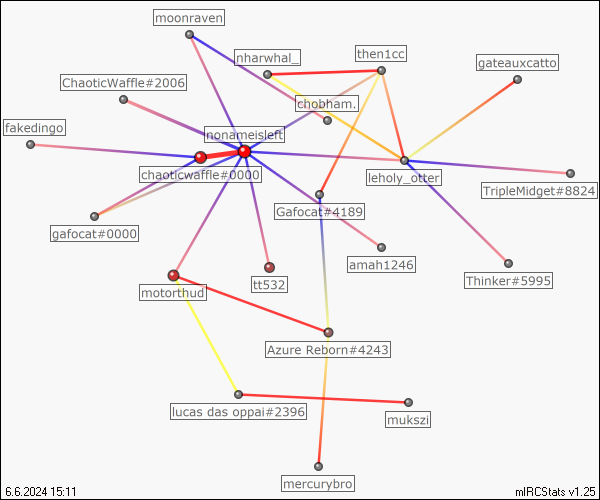 moonraven
nharwhal_
then1cc
gateauxcatto
ChaoticWaffle#2006
chobham.
fakedingo
nonameisleft
chaoticwaffle#0000
leholy_otter
TripleMidget#8824
Gafocat#4189
gafocat#0000
amah1246
Thinker#5995
motorthud
tt532
Azure Reborn#4243
lucas das oppai#2396
mukszi
mercurybro
6.6.2024 15:11
mIRCStats v1.25